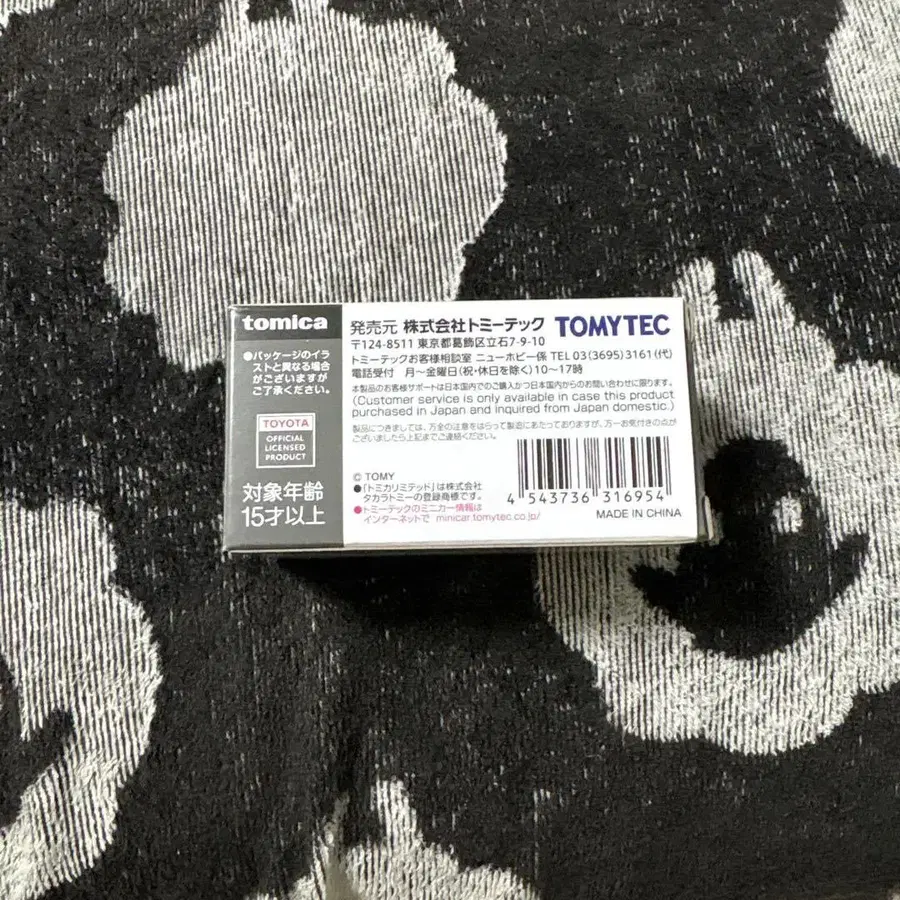 tomica
●パッケージのイラ
ストと異なる場合
がございますが
ご了承ください。
TOYOTA
OFFICIAL
LICENSED
PRODUCT
対象年齢
15才以上
発売元 株式会社トミーテック TOMYTEC
〒124-8511 東京都葛飾区立石7-9-10
トミーテックお客様相談室 ニューホビー係 TEL 03(3695)3161(代)
電話受付 月〜金曜日(祝・休日を除く)10〜17時
本製品のお客様サポートは日本国内でのご購入かつ日本国内からのお問い合わせに限ります。
(Customer service is only available in case this product
purchased in Japan and inquired from Japan domestic.)
製品につきましては、万全の注意をはらって製造にあたっておりますが、万一お気付きの点が
ございましたら上記までご連絡ください。
© TOMY
●「トミカリミテッド」は株式会社
タカラトミーの登録商標です。
●トミーテックのミニカー情報は
インターネットで minicar.tomytec.co.jp/
4 543736 316954
MADE IN CHINA